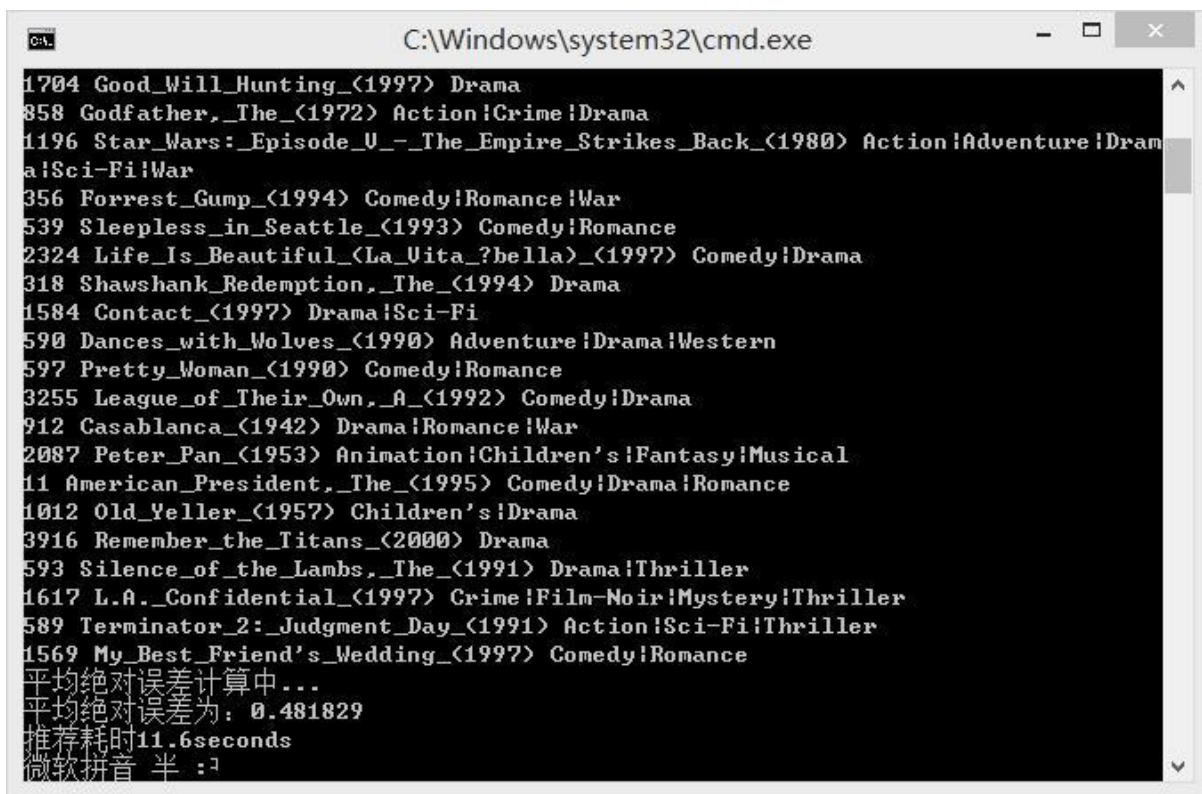 C:\Windows\system32\cmd.exe
1704 Good_Will_Hunting_(1997) Drama
858 Godfather,_The_(1972) Action|Crime|Drama
1196 Star_Wars:_Episode_V_-_The_Empire_Strikes_Back_(1980) Action|Adventure|Dram
a|Sci-Fi|War
356 Forrest_Gump_(1994) Comedy|Romance|War
539 Sleepless_in_Seattle_(1993) Comedy|Romance
2324 Life_Is_Beautiful_(La_Vita_?bella)_(1997) Comedy|Drama
318 Shawshank_Redemption,_The_(1994) Drama
1584 Contact_(1997) Drama|Sci-Fi
590 Dances_with_Wolves_(1990) Adventure|Drama|Western
597 Pretty_Woman_(1990) Comedy|Romance
3255 League_of_Their_Own,_A_(1992) Comedy|Drama
912 Casablanca_(1942) Drama|Romance|War
2087 Peter_Pan_(1953) Animation|Children's|Fantasy|Musical
11 American_President,_The_(1995) Comedy|Drama|Romance
1012 Old_Yeller_(1957) Children's|Drama
3916 Remember_the_Titans_(2000) Drama
593 Silence_of_the_Lambs,_The_(1991) Drama|Thriller
1617 L.A._Confidential_(1997) Crime|Film-Noir|Mystery|Thriller
589 Terminator_2:_Judgment_Day_(1991) Action|Sci-Fi|Thriller
1569 My_Best_Friend's_Wedding_(1997) Comedy|Romance
平均绝对误差计算中...
平均绝对误差为：0.481829
推荐耗时11.6seconds
微软拼音 半 :